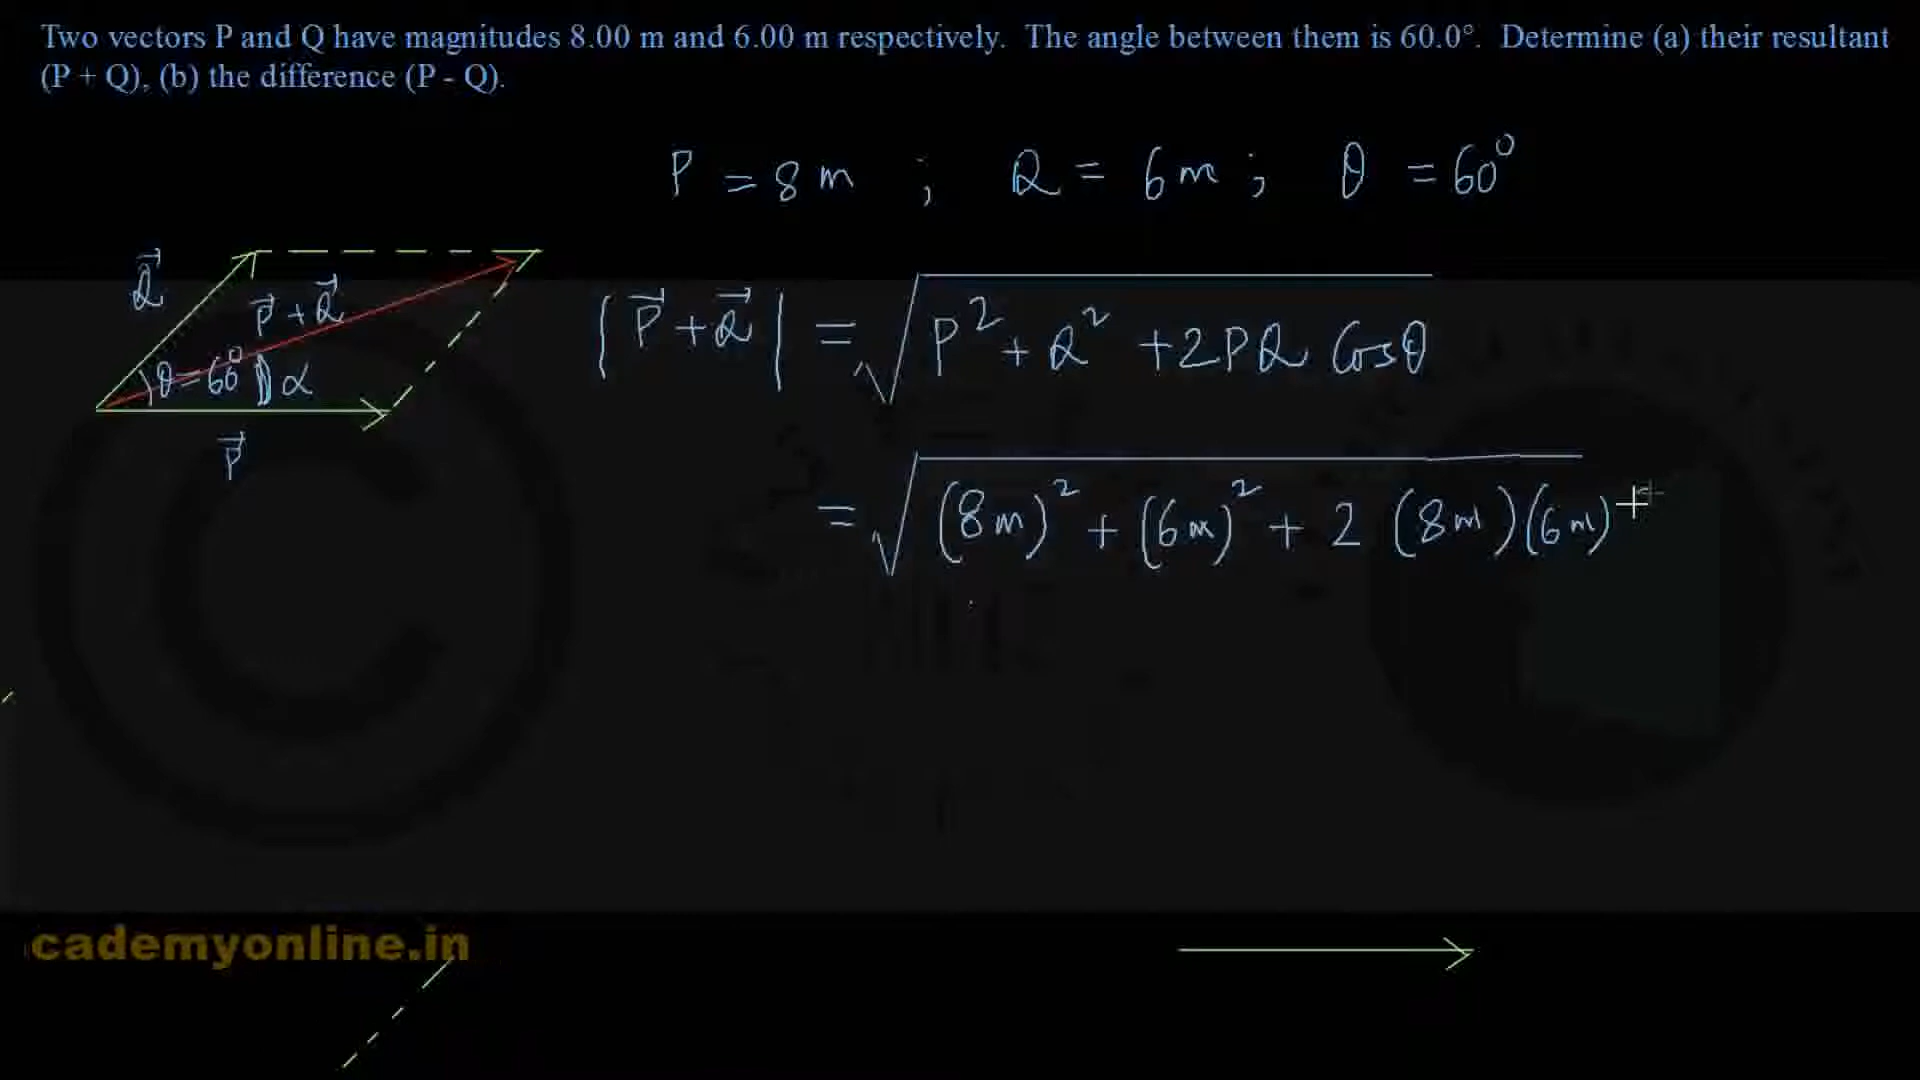 Two vectors P and Q have magnitudes 8.00 m and 6.00 m respectively. The angle between them is 60.0°. Determine (a) their resultant
(P + Q), (b) the difference (P - Q).
P = 8 m ; Q = 6 m ; θ = 60⁰
Q⃗
P⃗ + Q⃗
θ = 60⁰ α
P⃗
|P⃗ + Q⃗| = √(P² + Q² + 2PQ Cosθ)
= √((8m)² + (6m)² + 2 (8m)(6m)
cademyonline.in